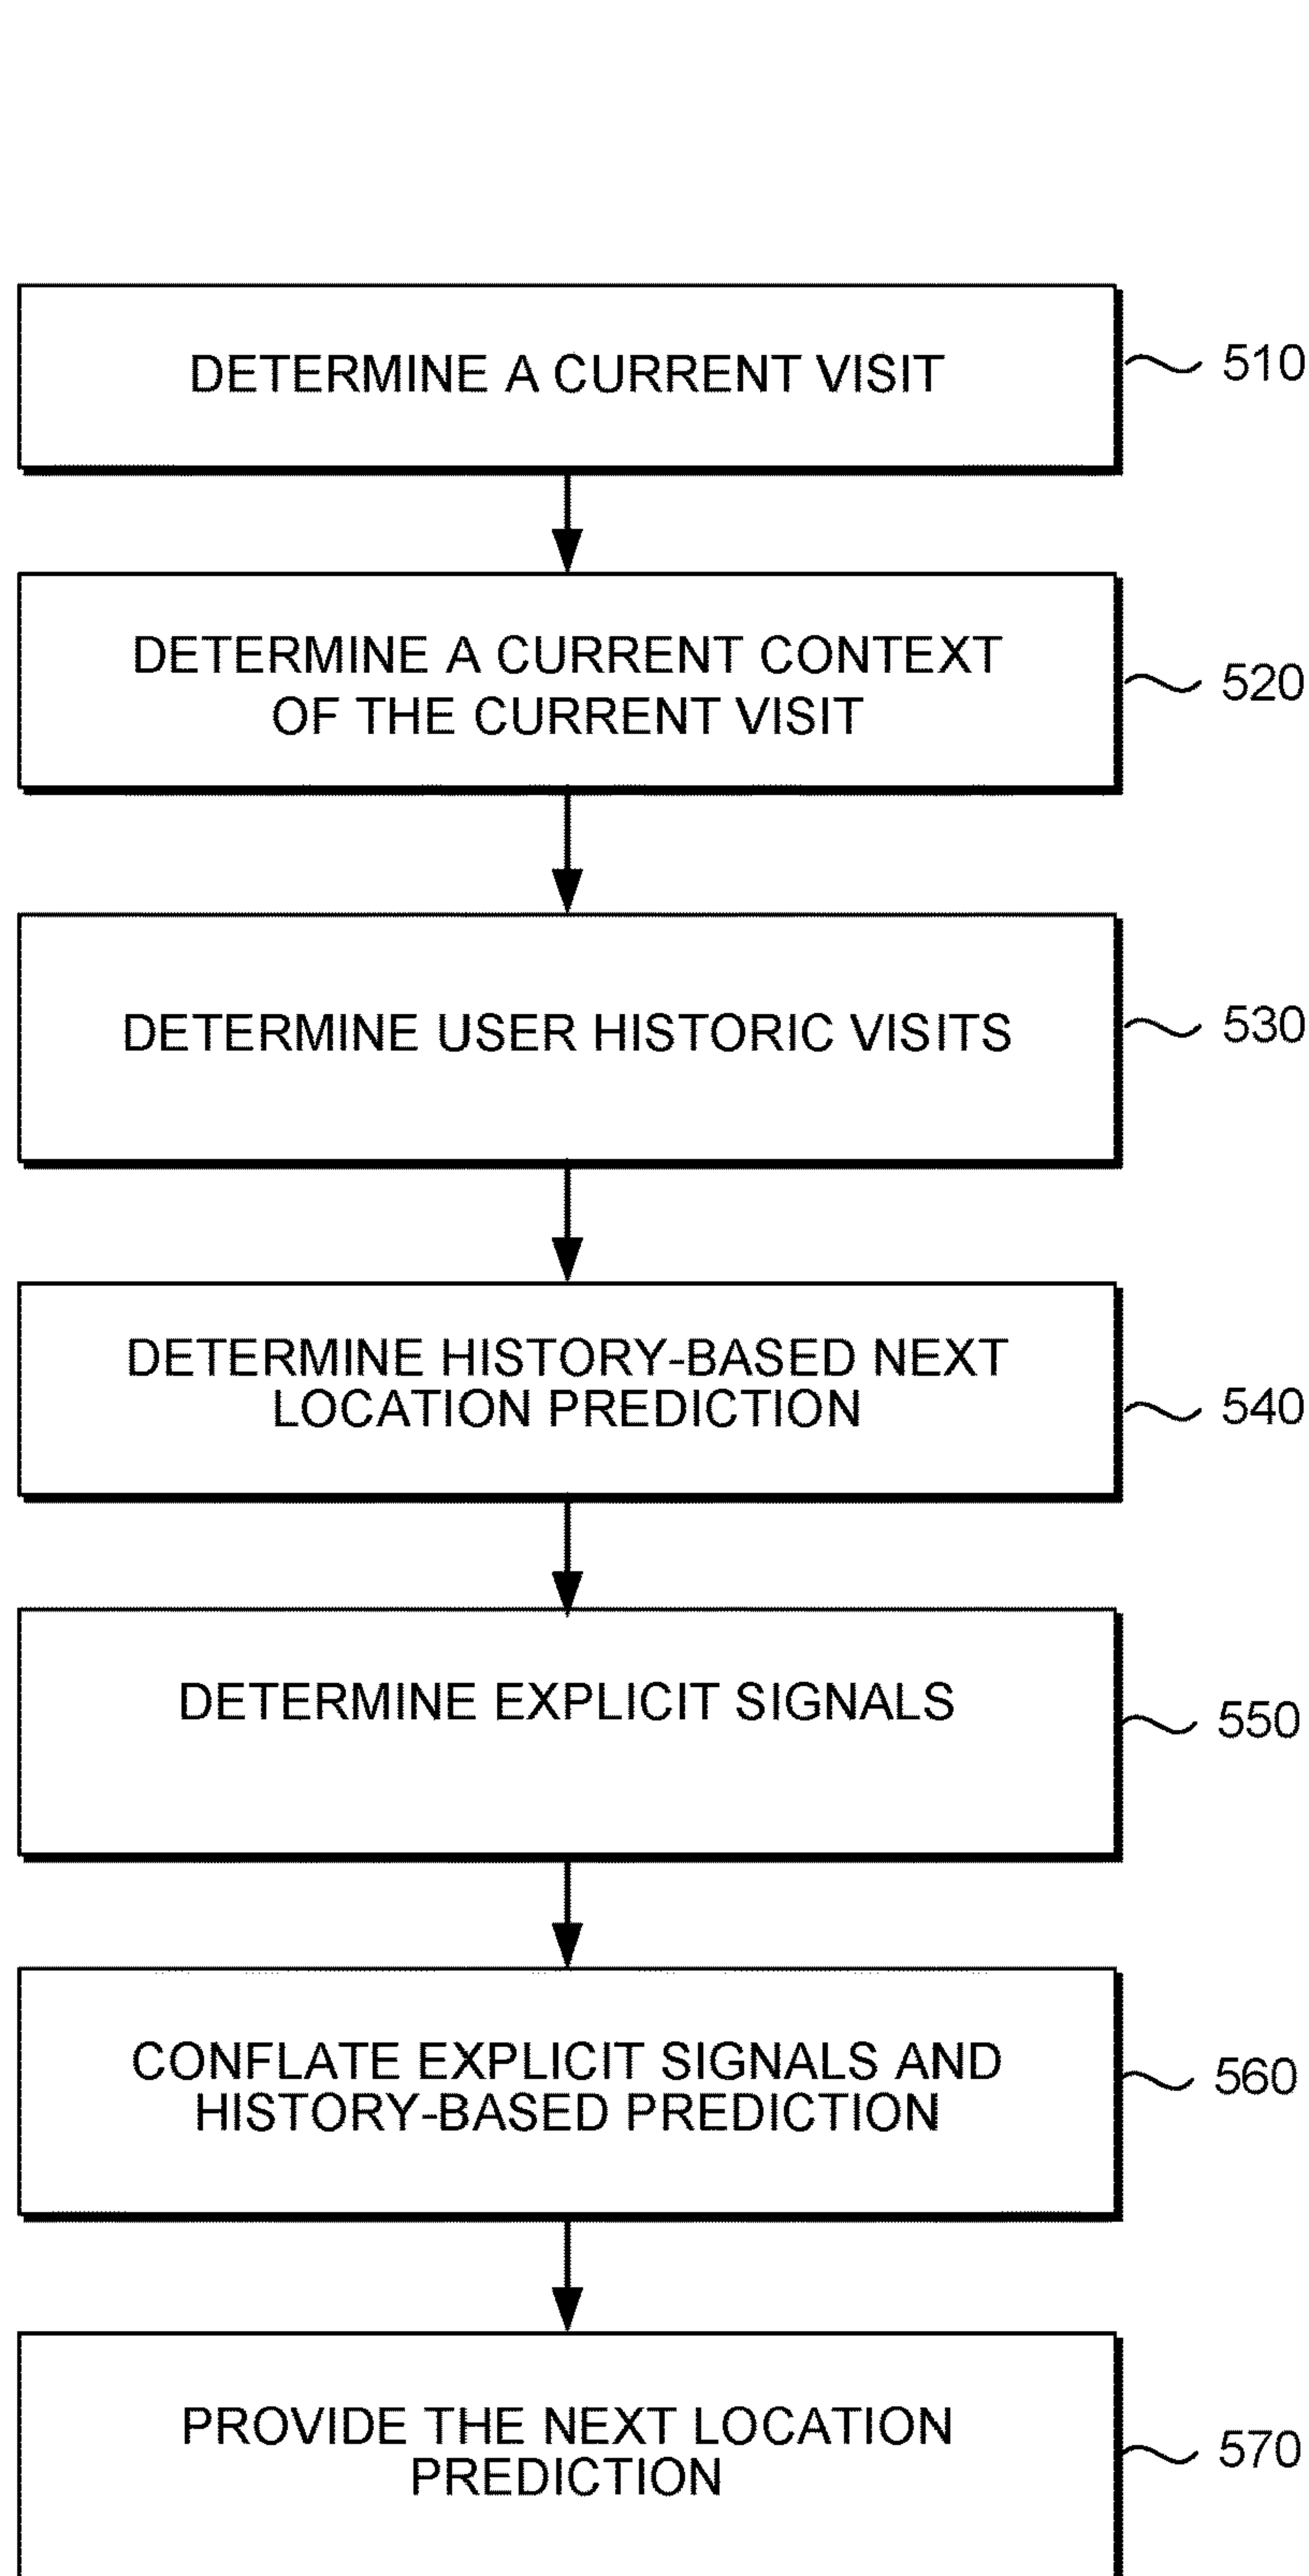 DETERMINE A CURRENT VISIT
510
DETERMINE A CURRENT CONTEXT
OF THE CURRENT VISIT
520
DETERMINE USER HISTORIC VISITS
530
DETERMINE HISTORY-BASED NEXT
LOCATION PREDICTION
540
DETERMINE EXPLICIT SIGNALS
550
CONFLATE EXPLICIT SIGNALS AND
HISTORY-BASED PREDICTION
560
PROVIDE THE NEXT LOCATION
PREDICTION
570